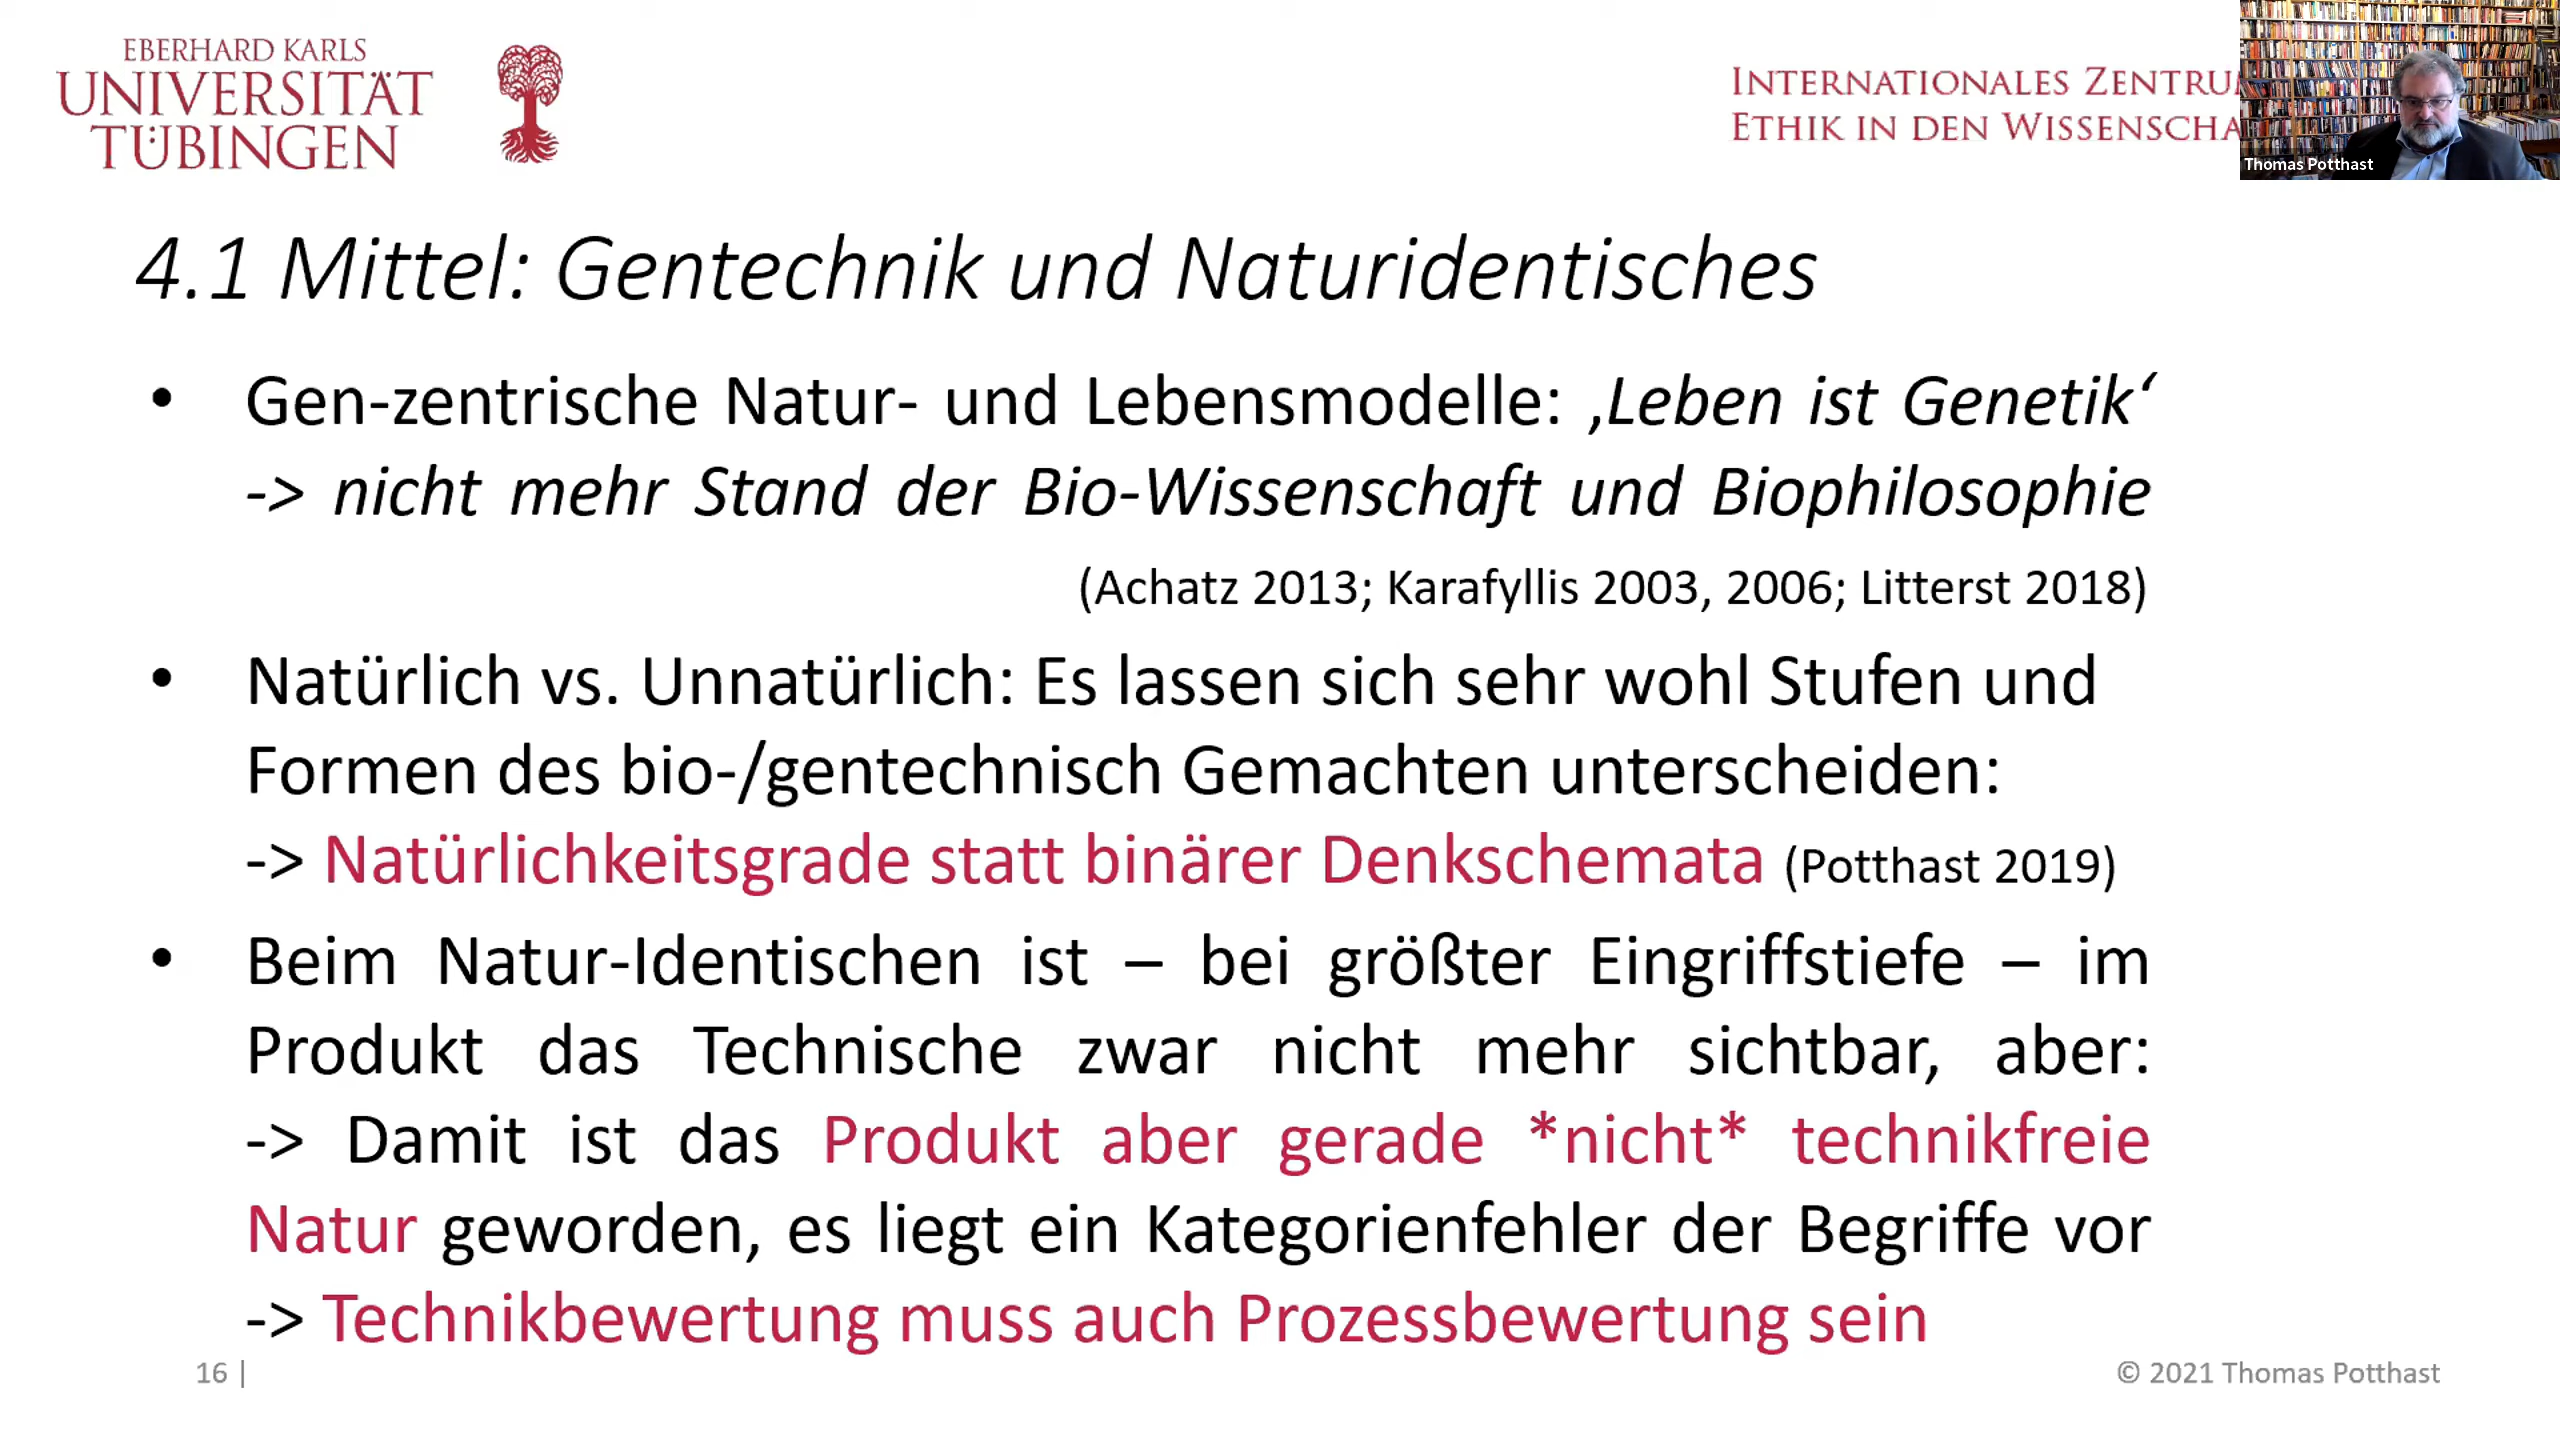 EBERHARD KARLS
UNIVERSITÄT
TÜBINGEN
INTERNATIONALES ZENTRU
ETHIK IN DEN WISSENSCHA
Thomas Potthast
4.1 Mittel: Gentechnik und Naturidentisches
• Gen-zentrische Natur- und Lebensmodelle: ‚Leben ist Genetik‘
-> nicht mehr Stand der Bio-Wissenschaft und Biophilosophie
(Achatz 2013; Karafyllis 2003, 2006; Litterst 2018)
• Natürlich vs. Unnatürlich: Es lassen sich sehr wohl Stufen und
Formen des bio-/gentechnisch Gemachten unterscheiden:
-> Natürlichkeitsgrade statt binärer Denkschemata (Potthast 2019)
• Beim Natur-Identischen ist – bei größter Eingriffstiefe – im
Produkt das Technische zwar nicht mehr sichtbar, aber:
-> Damit ist das Produkt aber gerade *nicht* technikfreie
Natur geworden, es liegt ein Kategorienfehler der Begriffe vor
-> Technikbewertung muss auch Prozessbewertung sein
16 |
© 2021 Thomas Potthast